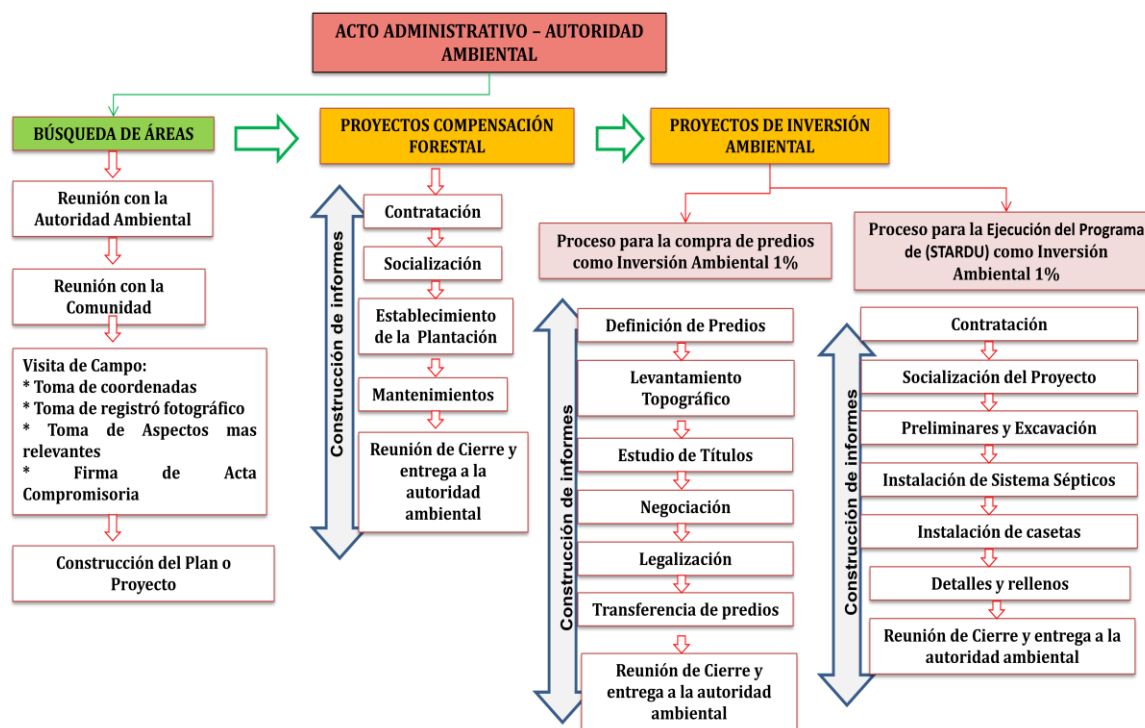 ACTO ADMINISTRATIVO – AUTORIDAD
AMBIENTAL
BÚSQUEDA DE ÁREAS
Reunión con la
Autoridad Ambiental
Reunión con la
Comunidad
Visita de Campo:
* Toma de coordenadas
* Toma de registró fotográfico
* Toma de Aspectos mas
relevantes
* Firma de Acta
Compromisoria
Construcción del Plan o
Proyecto
PROYECTOS COMPENSACIÓN
FORESTAL
Construcción de informes
Contratación
Socialización
Establecimiento
de la Plantación
Mantenimientos
Reunión de Cierre y
entrega a la autoridad
ambiental
PROYECTOS DE INVERSIÓN
AMBIENTAL
Proceso para la compra de predios
como Inversión Ambiental 1%
Construcción de informes
Definición de Predios
Levantamiento
Topográfico
Estudio de Títulos
Negociación
Legalización
Transferencia de predios
Reunión de Cierre y
entrega a la autoridad
ambiental
Proceso para la Ejecución del Programa
de (STARDU) como Inversión
Ambiental 1%
Construcción de informes
Contratación
Socialización del Proyecto
Preliminares y Excavación
Instalación de Sistema Sépticos
Instalación de casetas
Detalles y rellenos
Reunión de Cierre y entrega a la
autoridad ambiental